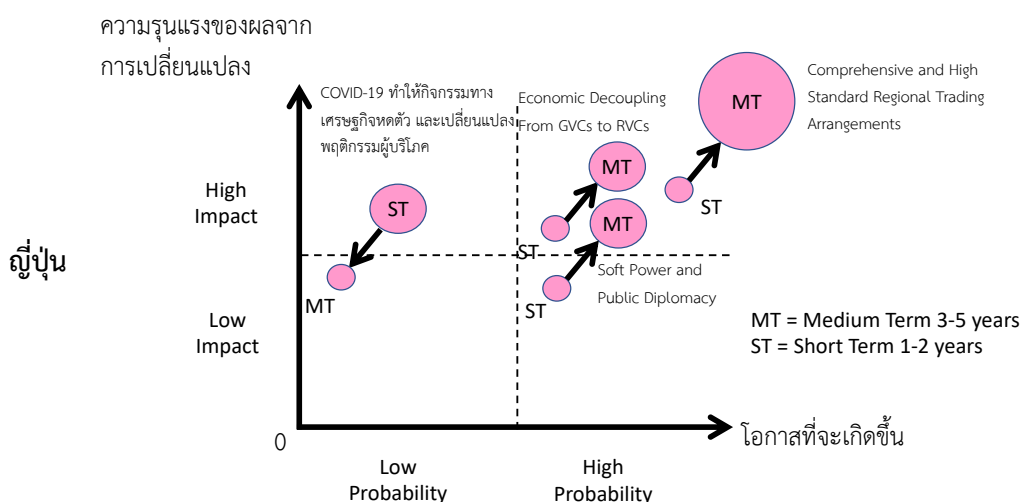 ความรุนแรงของผลจาก
การเปลี่ยนแปลง
COVID-19 ทำให้กิจกรรมทาง
เศรษฐกิจหดตัว และเปลี่ยนแปลง
พฤติกรรมผู้บริโภค
Economic Decoupling
From GVCs to RVCs
MT
Comprehensive and High
Standard Regional Trading
Arrangements
MT
ST
High
Impact
ST
MT
ST
ญี่ปุ่น
Soft Power and
Public Diplomacy
MT
ST
Low
Impact
MT = Medium Term 3-5 years
ST = Short Term 1-2 years
0
โอกาสที่จะเกิดขึ้น
Low
Probability
High
Probability